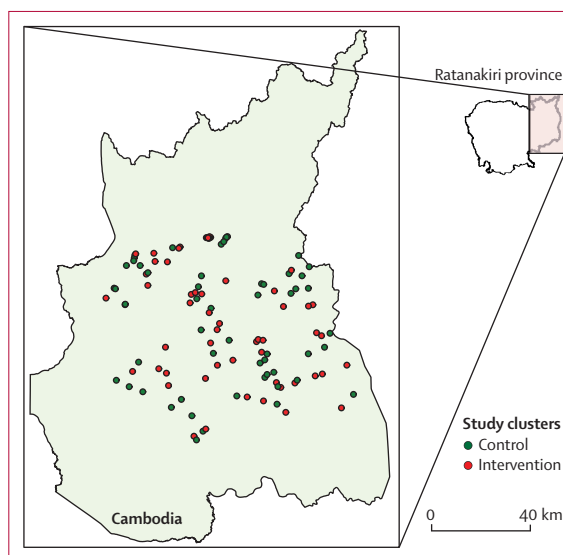 Ratanakiri province
Study clusters
Control
Intervention
Cambodia
0 40 km